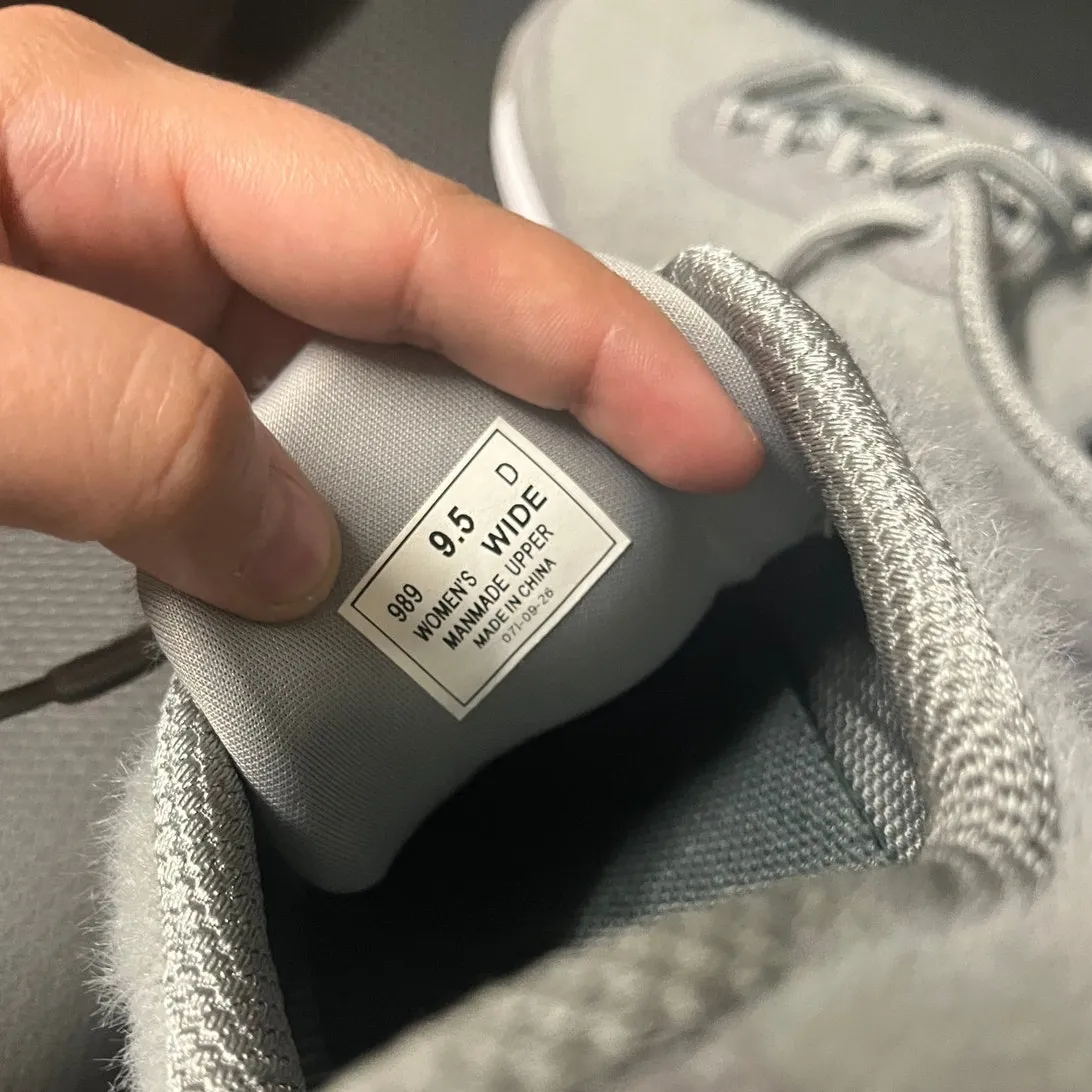 989 9.5 D
WOMEN'S WIDE
MANMADE UPPER
MADE IN CHINA
071-09-26